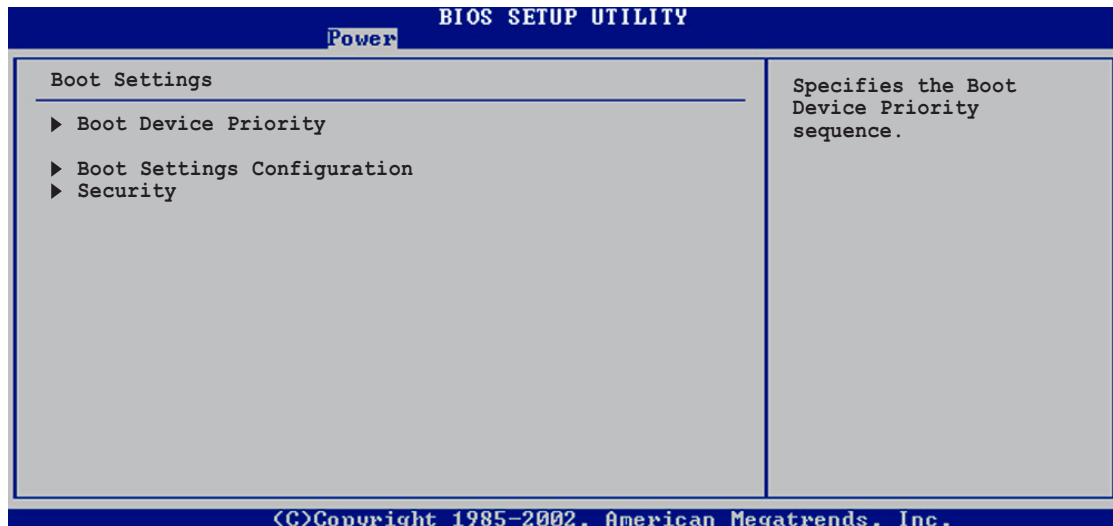 BIOS SETUP UTILITY
Power
Boot Settings
Boot Device Priority
Boot Settings Configuration
Security
Specifies the Boot
Device Priority
sequence.
(C)Copyright 1985-2002, American Megatrends, Inc.